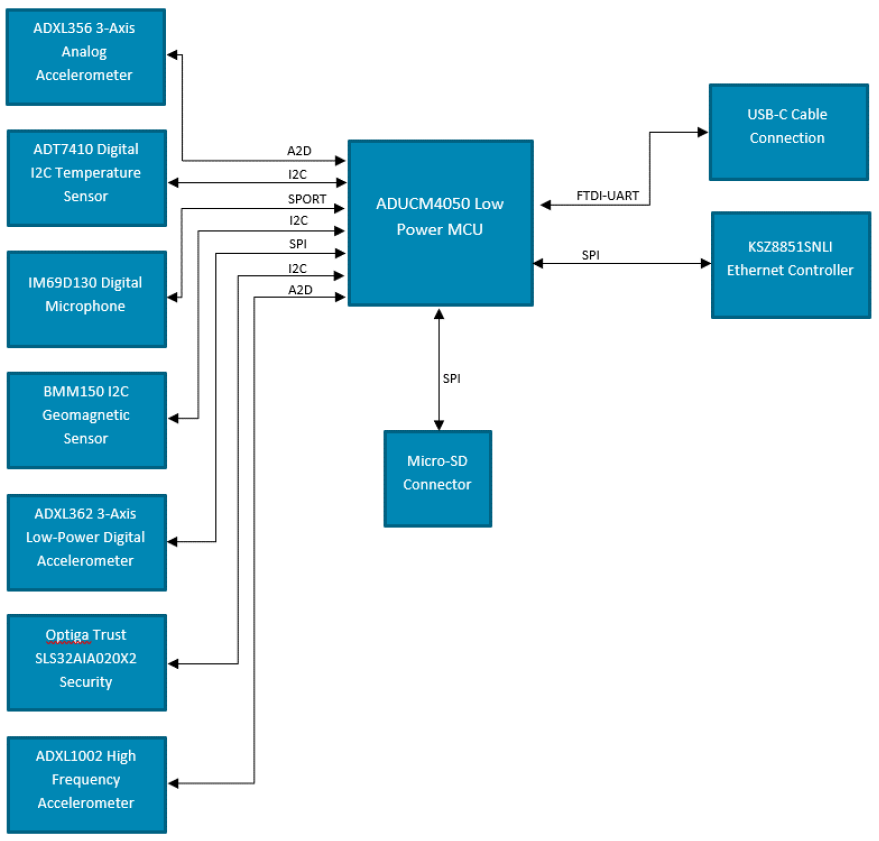 ADXL356 3-Axis
Analog
Accelerometer
ADT7410 Digital
I2C Temperature
Sensor
IM69D130 Digital
Microphone
BMM150 I2C
Geomagnetic
Sensor
ADXL362 3-Axis
Low-Power Digital
Accelerometer
Optiga Trust
SLS32AIA020X2
Security
ADXL1002 High
Frequency
Accelerometer
A2D
I2C
SPORT
I2C
SPI
I2C
A2D
ADUCM4050 Low
Power MCU
SPI
Micro-SD
Connector
FTDI-UART
SPI
USB-C Cable
Connection
KSZ8851SNLI
Ethernet Controller